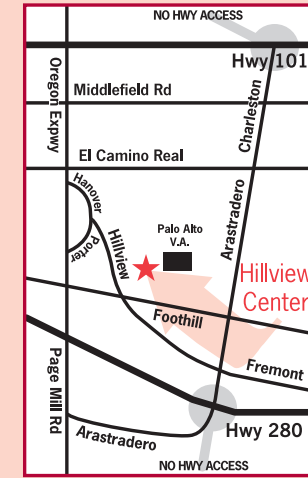 NO HWY ACCESS
Hwy 101
Oregon Expwy
Middlefield Rd
Charleston
El Camino Real
Hanover
Porter
Hillview
Palo Alto
V.A.
Arastradero
Hillview
Center
Foothill
Fremont
Page Mill Rd
Arastradero
Hwy 280
NO HWY ACCESS